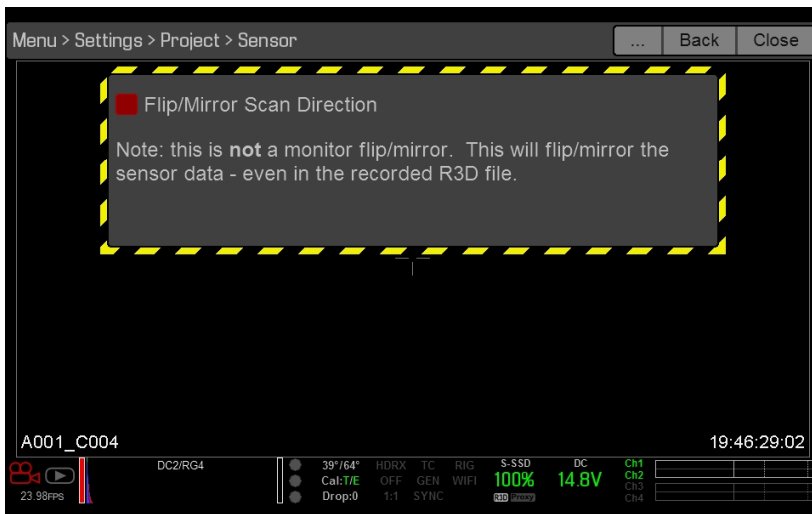 Menu > Settings > Project > Sensor ... Back Close
Flip/Mirror Scan Direction
Note: this is not a monitor flip/mirror. This will flip/mirror the
sensor data - even in the recorded R3D file.
A001_C004 19:46:29:02
DC2/RG4 39°/64° HDRX TC RIG S-SSD DC Ch1
Cal:T/E OFF GEN WIFI 100% 14.8V Ch2
23.98FPS Drop:0 1:1 SYNC R3D Proxy Ch3
Ch4